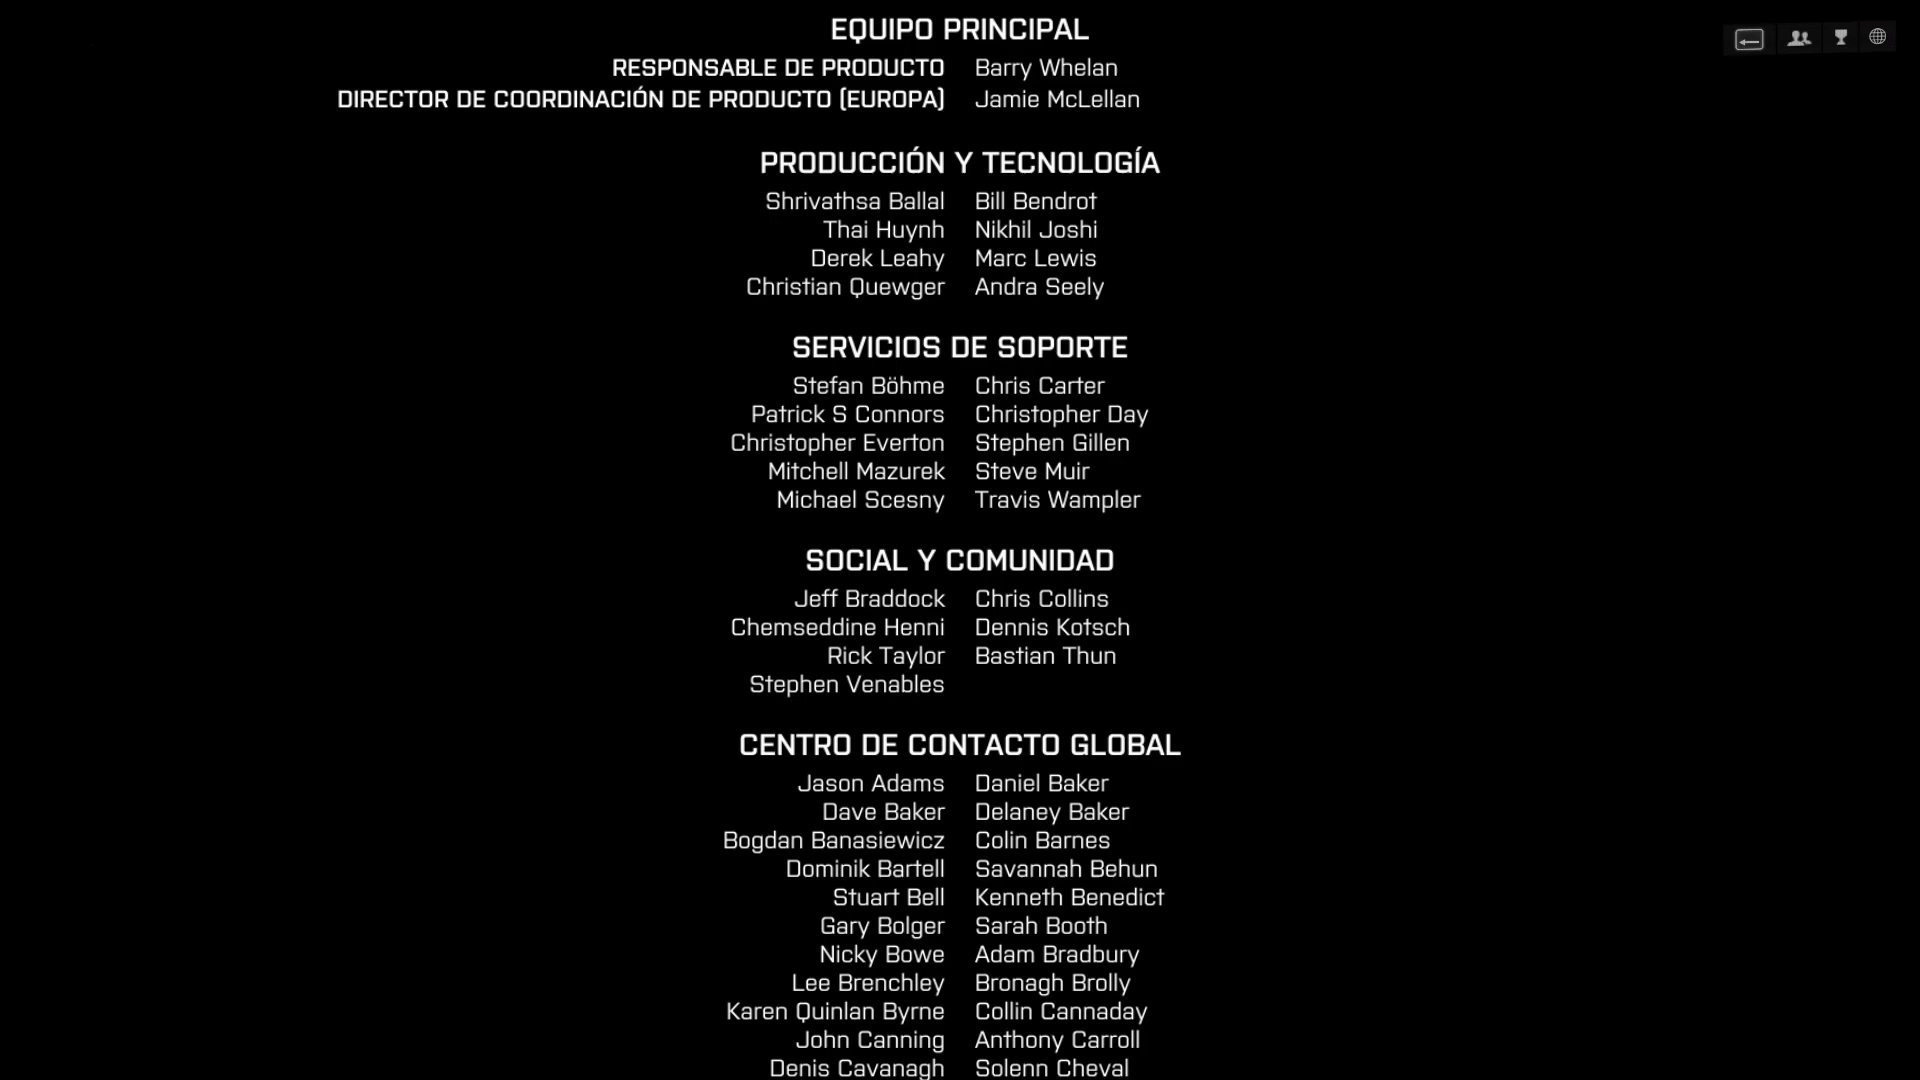 EQUIPO PRINCIPAL
RESPONSABLE DE PRODUCTO Barry Whelan
DIRECTOR DE COORDINACIÓN DE PRODUCTO (EUROPA) Jamie McLellan
PRODUCCIÓN Y TECNOLOGÍA
Shrivathsa Ballal Bill Bendrot
Thai Huynh Nikhil Joshi
Derek Leahy Marc Lewis
Christian Quewger Andra Seely
SERVICIOS DE SOPORTE
Stefan Böhme Chris Carter
Patrick S Connors Christopher Day
Christopher Everton Stephen Gillen
Mitchell Mazurek Steve Muir
Michael Scesny Travis Wampler
SOCIAL Y COMUNIDAD
Jeff Braddock Chris Collins
Chemseddine Henni Dennis Kotsch
Rick Taylor Bastian Thun
Stephen Venables
CENTRO DE CONTACTO GLOBAL
Jason Adams Daniel Baker
Dave Baker Delaney Baker
Bogdan Banasiewicz Colin Barnes
Dominik Bartell Savannah Behun
Stuart Bell Kenneth Benedict
Gary Bolger Sarah Booth
Nicky Bowe Adam Bradbury
Lee Brenchley Bronagh Brolly
Karen Quinlan Byrne Collin Cannaday
John Canning Anthony Carroll
Denis Cavanagh Solenn Cheval